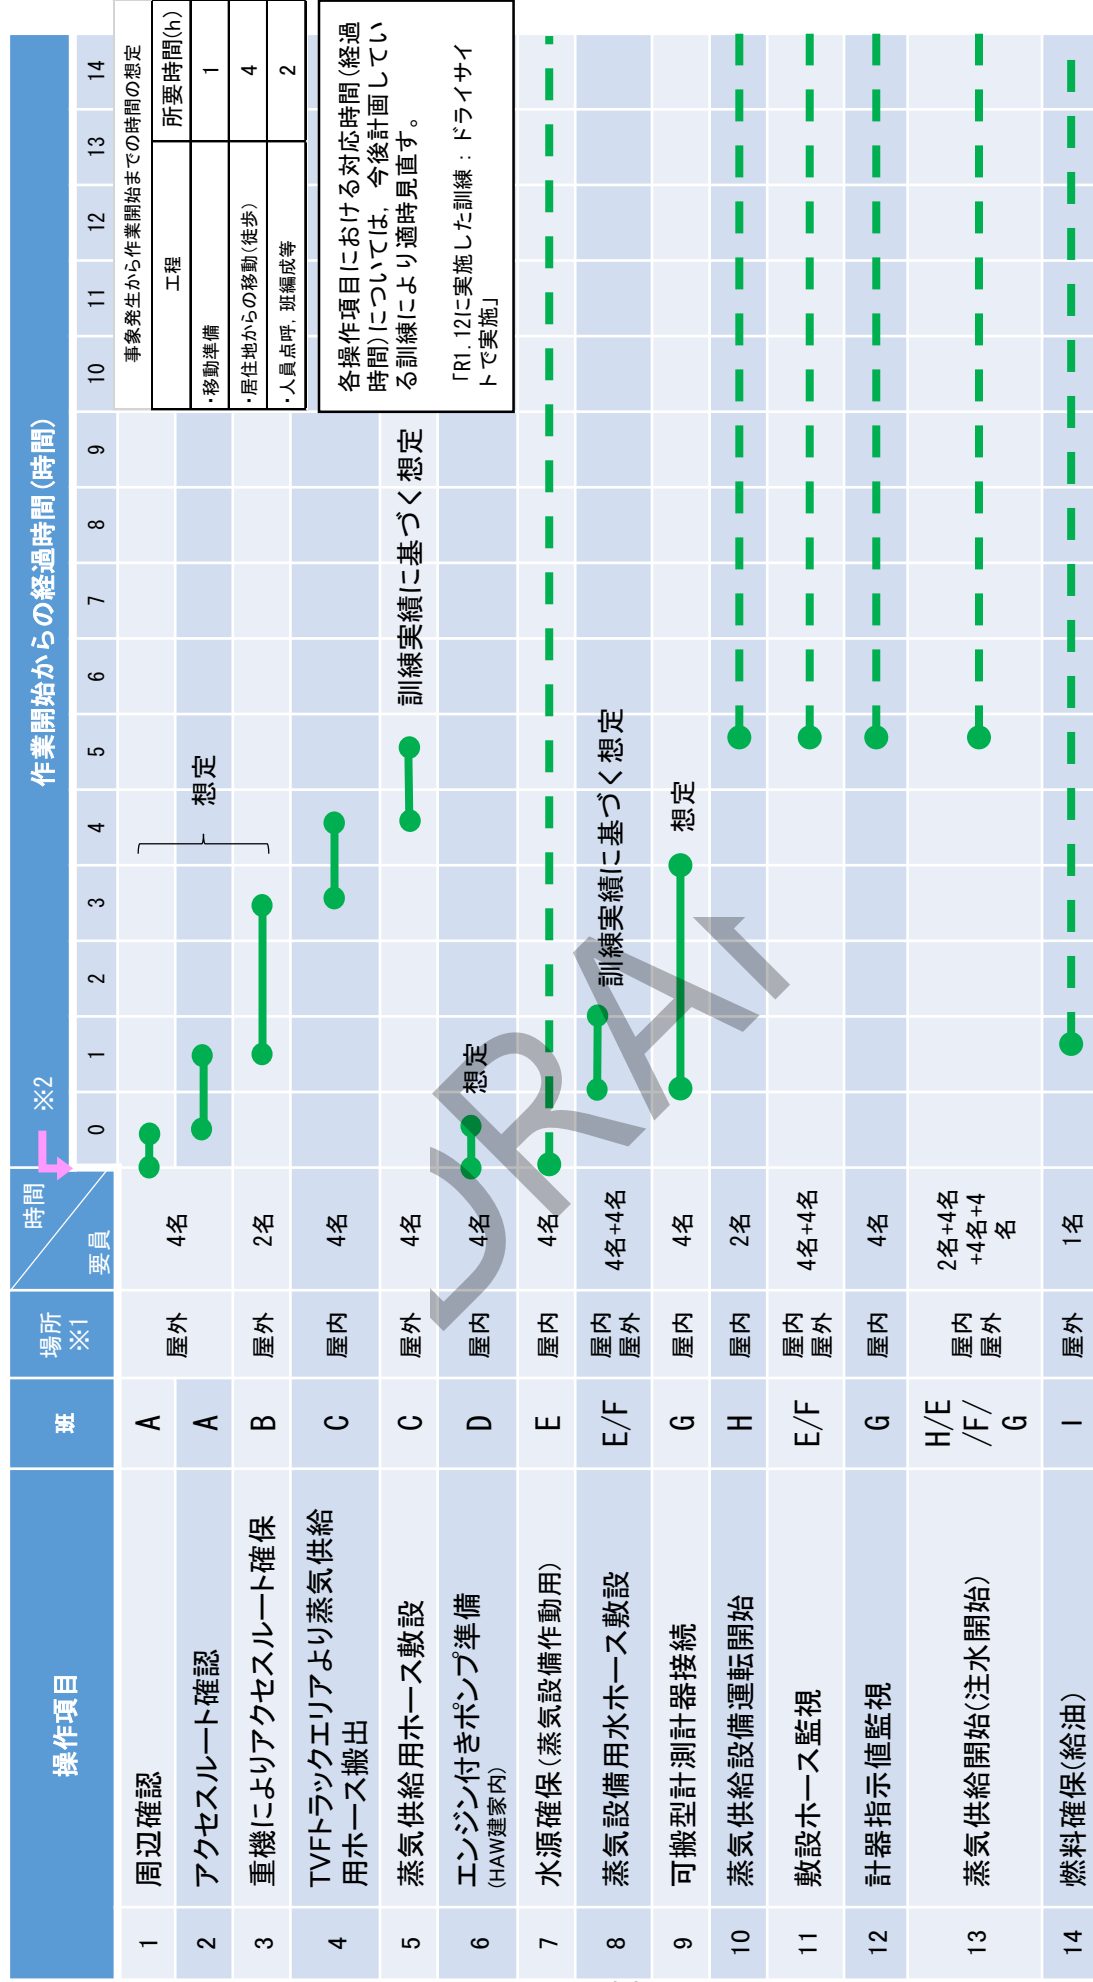 操作項目 班 場所 ※1 時間 要員 作業開始からの経過時間(時間)
※2
0 1 2 3 4 5 6 7 8 9 10 11 12 13 14
1 周辺確認 A 屋外 4名
2 アクセスルート確認 A
想定
3 重機によりアクセスルート確保 B 屋外 2名
4 TVFトラックエリアより蒸気供給
用ホース搬出 C 屋内 4名
5 蒸気供給用ホース敷設 C 屋外 4名 訓練実績に基づく想定
6 エンジン付きポンプ準備
(HAW建家内) D 屋内 4名 想定
7 水源確保(蒸気設備作動用) E 屋内 4名
8 蒸気設備用水ホース敷設 E/F 屋内
屋外 4名+4名 訓練実績に基づく想定
9 可搬型計測計器接続 G 屋内 4名 想定
10 蒸気供給設備運転開始 H 屋内 2名
11 敷設ホース監視 E/F 屋内
屋外 4名+4名
12 計器指示値監視 G 屋内 4名
13 蒸気供給開始(注水開始) H/E
/F/
G 屋内
屋外 2名+4名
+4名+4
名
14 燃料確保(給油) I 屋外 1名
事象発生から作業開始までの時間の想定
工程 所要時間(h)
・移動準備 1
・居住地からの移動(徒歩) 4
・人員点呼, 班編成等 2
各操作項目における対応時間(経過
時間)については, 今後計画してい
る訓練により適時見直す。
「R1.12に実施した訓練：ドライサイ
トで実施」
DRAFT